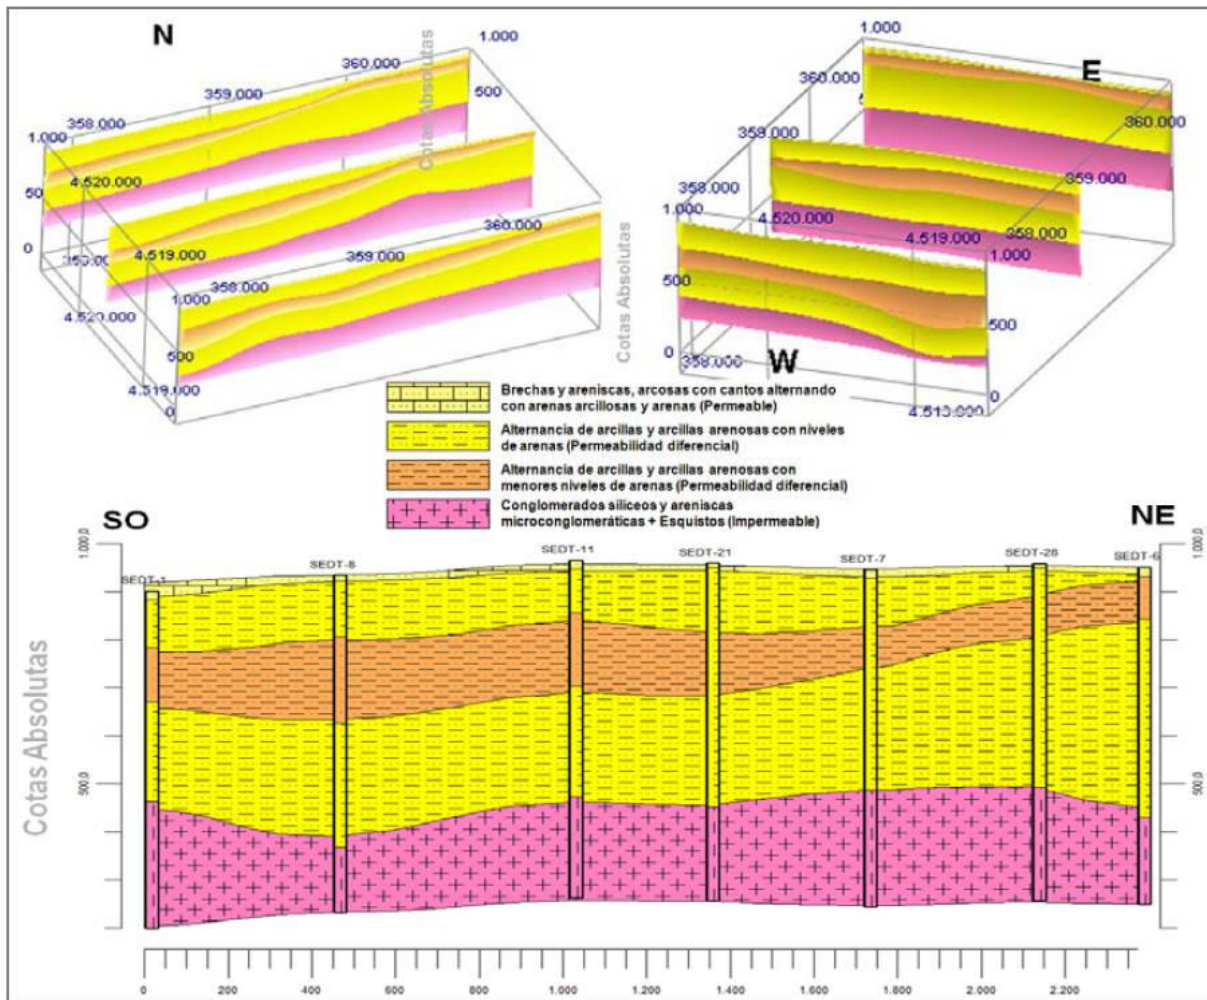 N
1.000
360.000
500
359.000
358.000
1.000
Cotas Absolutas
4.520.000
50
0
4.519.000
360.000
359.000
358.000
1.000
4.520.000
500
4.519.000
0
1.000
E
360.000
360.000
359.000
359.000
358.000
1.000
4.520.000
358.000
4.519.000
1.000
Cotas Absolutas
500
500
0
358.000
W
0
Brechas y areniscas, arcosas con cantos alternando
con arenas arcillosas y arenas (Permeable)
Alternancia de arcillas y arcillas arenosas con niveles
de arenas (Permeabilidad diferencial)
Alternancia de arcillas y arcillas arenosas con
menores niveles de arenas (Permeabilidad diferencial)
Conglomerados silíceos y areniscas
microconglomeráticas + Esquistos (Impermeable)
SO
NE
1.000,0
SEDT-1
SEDT-8
SEDT-11
SEDT-21
SEDT-7
SEDT-28
SEDT-6
1.000,0
Cotas Absolutas
500,0
500,0
0 200 400 600 800 1.000 1.200 1.400 1.600 1.800 2.000 2.200